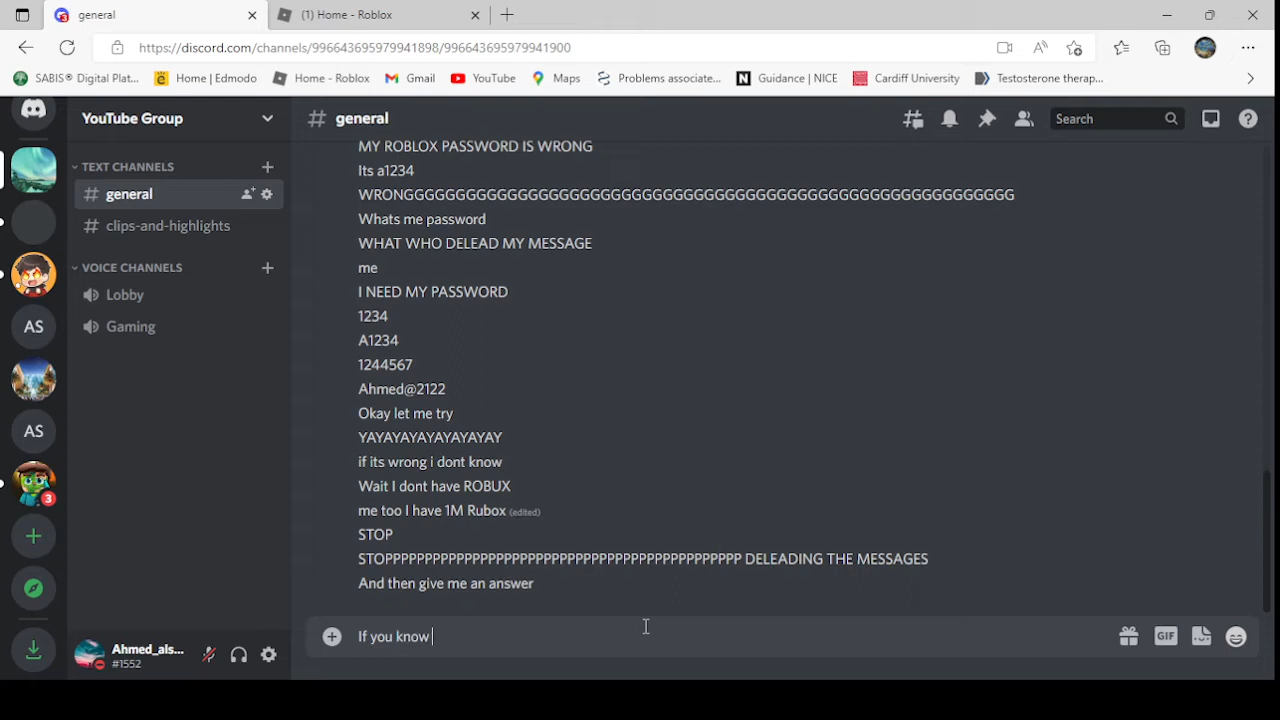 general
(1) Home - Roblox
https://discord.com/channels/996643695979941898/996643695979941900
SABIS® Digital Plat...
Home | Edmodo
Home - Roblox
Gmail
YouTube
Maps
Problems associate...
Guidance | NICE
Cardiff University
Testosterone therap...
YouTube Group
# general
Search
TEXT CHANNELS
# general
# clips-and-highlights
VOICE CHANNELS
Lobby
Gaming
AS
AS
3
MY ROBLOX PASSWORD IS WRONG
Its a1234
WRONGGGGGGGGGGGGGGGGGGGGGGGGGGGGGGGGGGGGGGGGGGGGGGGGGGGGGGGGGGG
Whats me password
WHAT WHO DELEAD MY MESSAGE
me
I NEED MY PASSWORD
1234
A1234
1244567
Ahmed@2122
Okay let me try
YAYAYAYAYAYAYAYAY
if its wrong i dont know
Wait I dont have ROBUX
me too I have 1M Rubox (edited)
STOP
STOPPPPPPPPPPPPPPPPPPPPPPPPPPPPPPPPPPPPPPPPPPPPP DELEADING THE MESSAGES
And then give me an answer
If you know
GIF
Ahmed_als...
#1552